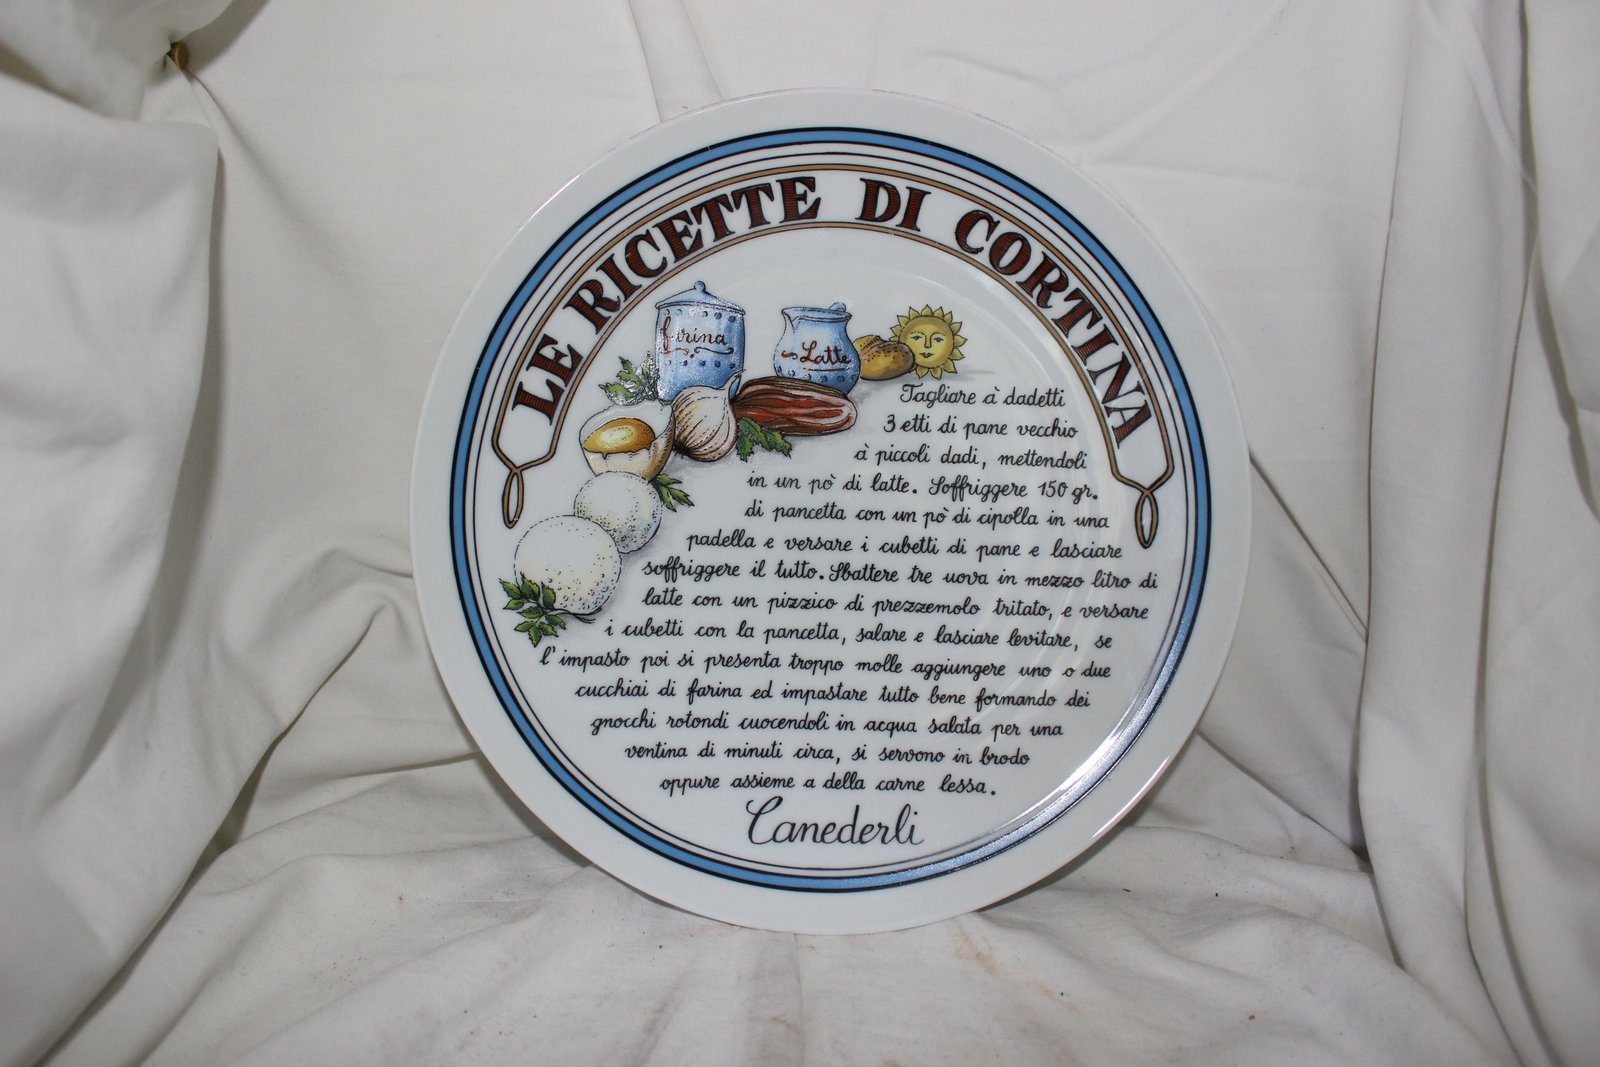 LE RICETTE DI CORTINA
farina
Latte
Tagliare à dadetti
3 etti di pane vecchio
à piccoli dadi, mettendoli
in un pò di latte. Soffriggere 150 gr.
di pancetta con un pò di cipolla in una
padella e versare i cubetti di pane e lasciare
soffriggere il tutto. Sbattere tre uova in mezzo litro di
latte con un pizzico di prezzemolo tritato, e versare
i cubetti con la pancetta, salare e lasciare levitare, se
l'impasto poi si presenta troppo molle aggiungere uno o due
cucchiai di farina ed impastare tutto bene formando dei
gnocchi rotondi cuocendoli in acqua salata per una
ventina di minuti circa, si servono in brodo
oppure assieme a della carne lessa.
Canederli